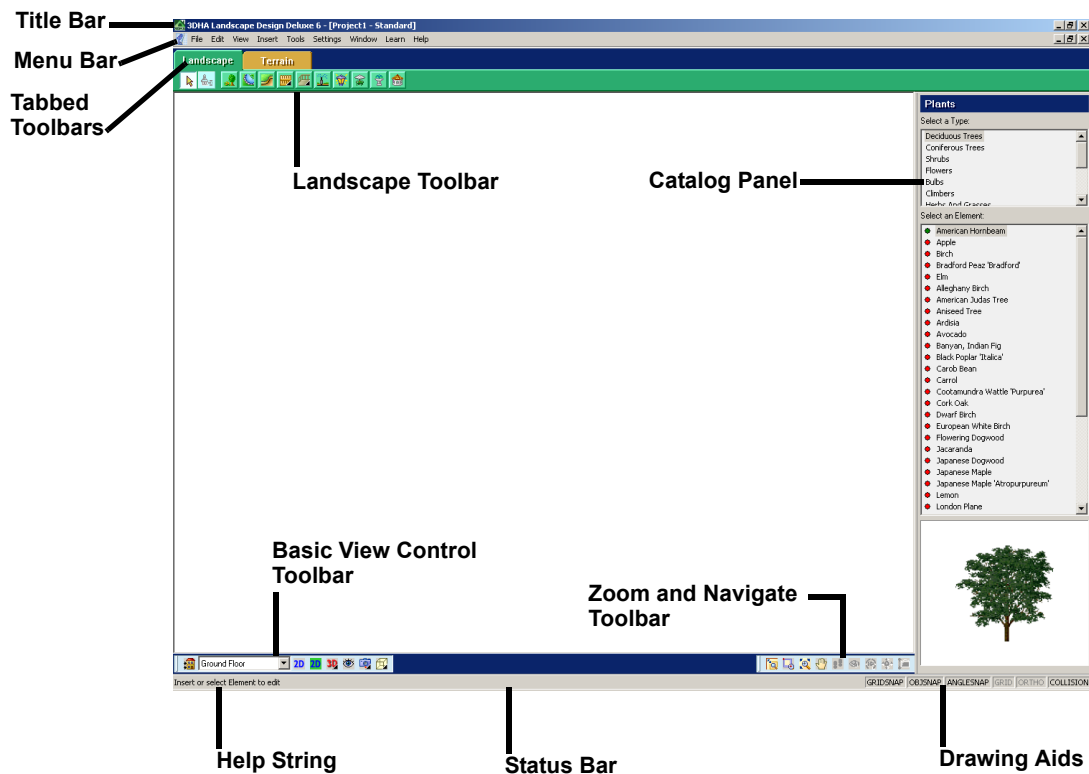 Title Bar
3DHA Landscape Design Deluxe 6 - [Project1 - Standard]
Menu Bar
File Edit View Insert Tools Settings Window Learn Help
Landscape Terrain
Tabbed
Toolbars
Landscape Toolbar
Catalog Panel
Plants
Select a Type:
Deciduous Trees
Coniferous Trees
Shrubs
Flowers
Bulbs
Climbers
Herbs And Grasses
Select an Element:
American Hornbeam
Apple
Birch
Bradford Peaz 'Bradford'
Elm
Alleghany Birch
American Judas Tree
Aniseed Tree
Ardisia
Avocado
Banyan, Indian Fig
Black Poplar 'Italica'
Carob Bean
Carrol
Cootamundra Wattle 'Purpurea'
Cork Oak
Dwarf Birch
European White Birch
Flowering Dogwood
Jacaranda
Japanese Dogwood
Japanese Maple
Japanese Maple 'Atropurpureum'
Lemon
London Plane
Basic View Control
Toolbar
Zoom and Navigate
Toolbar
Ground Floor 2D 2D 3D
Insert or select Element to edit
GRIDSNAP OBJSNAP ANGLESNAP GRID ORTHO COLLISION
Help String
Status Bar
Drawing Aids